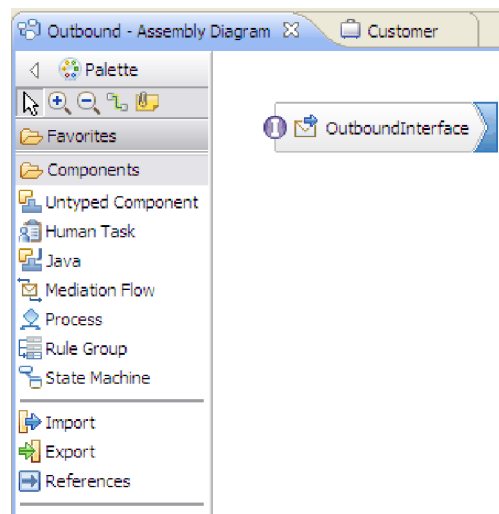 Outbound - Assembly Diagram
Customer
Palette
Favorites
Components
Untyped Component
Human Task
Java
Mediation Flow
Process
Rule Group
State Machine
Import
Export
References
OutboundInterface